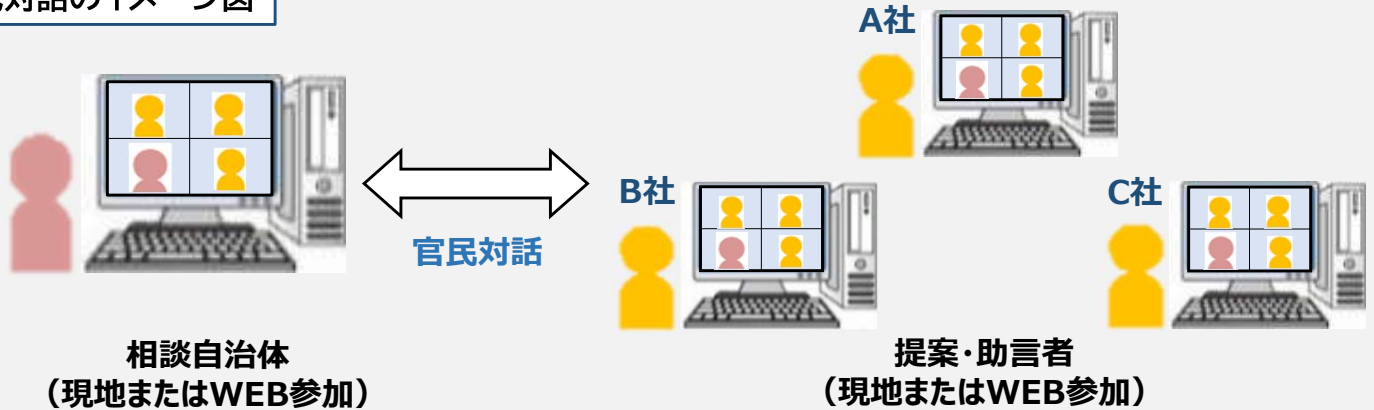 対話のイメージ図
A社
B社
C社
官民対話
相談自治体
（現地またはWEB参加）
提案・助言者
（現地またはWEB参加）